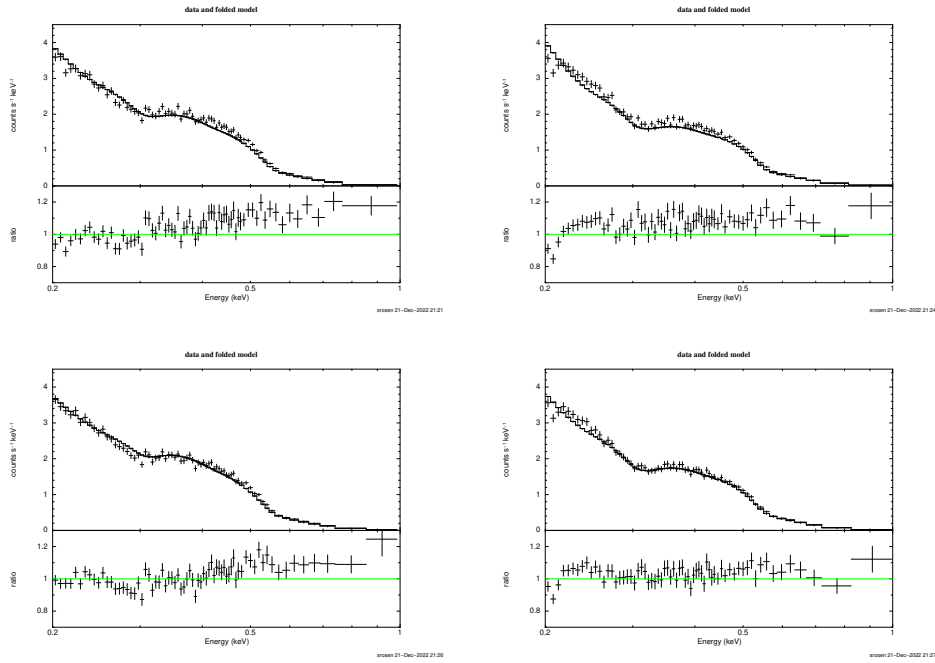 data and folded model
4
3
2
1
0
counts s⁻¹ keV⁻¹
1.2
1
0.8
ratio
0.2
0.5
1
Energy (keV)
srosen 21-Dec-2022 21:21
data and folded model
4
3
2
1
0
counts s⁻¹ keV⁻¹
1.2
1
0.8
ratio
0.2
0.5
1
Energy (keV)
srosen 21-Dec-2022 21:24
data and folded model
4
3
2
1
0
counts s⁻¹ keV⁻¹
1.2
1
0.8
ratio
0.2
0.5
1
Energy (keV)
srosen 21-Dec-2022 21:26
data and folded model
4
3
2
1
0
counts s⁻¹ keV⁻¹
1.2
1
0.8
ratio
0.2
0.5
1
Energy (keV)
srosen 21-Dec-2022 21:27